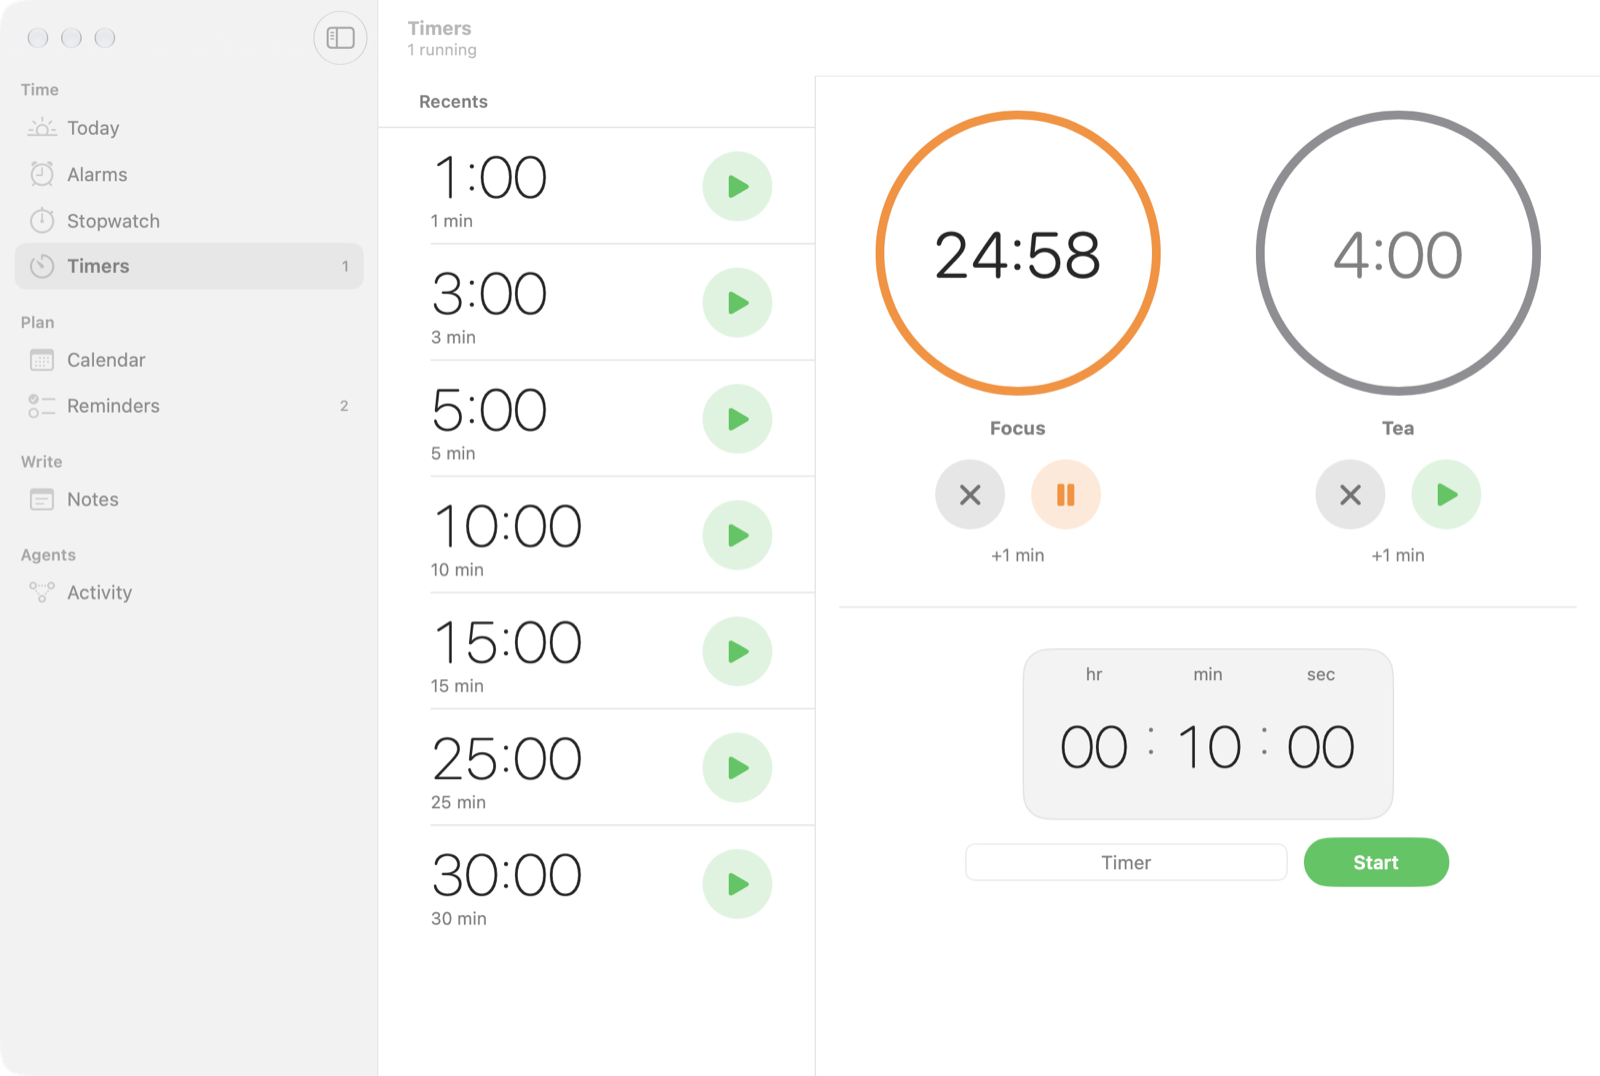 Time
Today
Alarms
Stopwatch
Timers 1
Plan
Calendar
Reminders 2
Write
Notes
Agents
Activity
Timers
1 running
Recents
1:00
1 min
3:00
3 min
5:00
5 min
10:00
10 min
15:00
15 min
25:00
25 min
30:00
30 min
24:58
Focus
+1 min
4:00
Tea
+1 min
hr min sec
00 : 10 : 00
Timer
Start